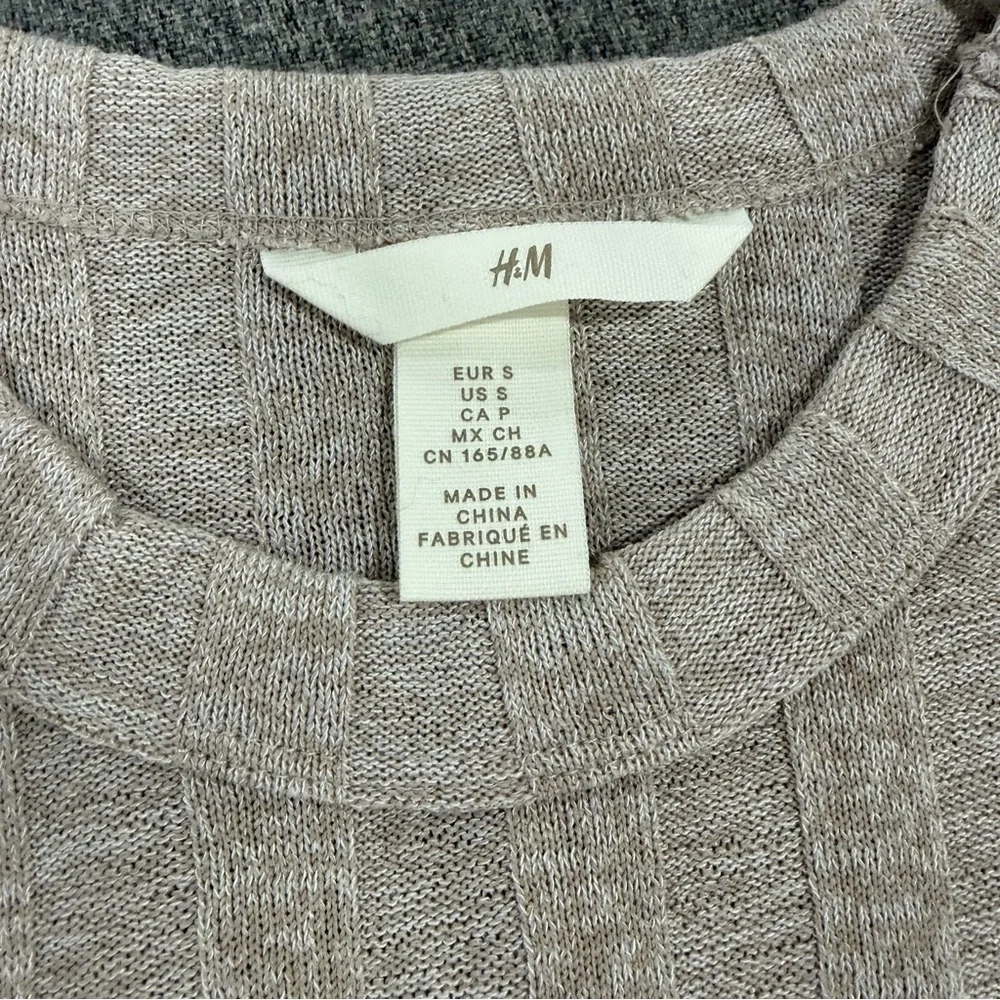 H&M
EUR S
US S
CA P
MX CH
CN 165/88A
MADE IN
CHINA
FABRIQUÉ EN
CHINE